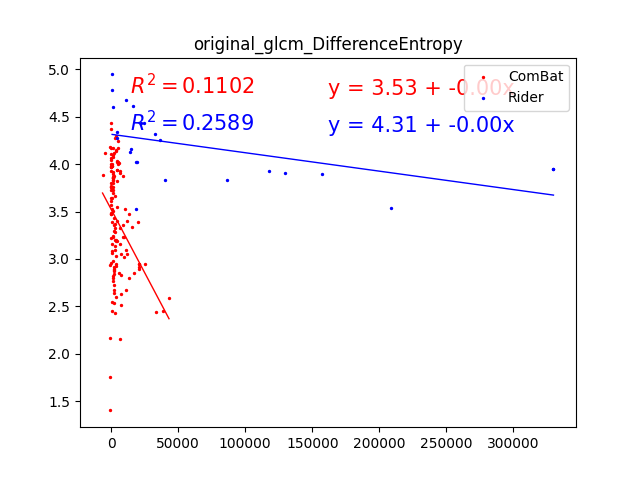 original_glcm_DifferenceEntropy
R² = 0.1102
y = 3.53 + -0.00x
R² = 0.2589
y = 4.31 + -0.00x
ComBat
Rider
5.0
4.5
4.0
3.5
3.0
2.5
2.0
1.5
0 50000 100000 150000 200000 250000 300000